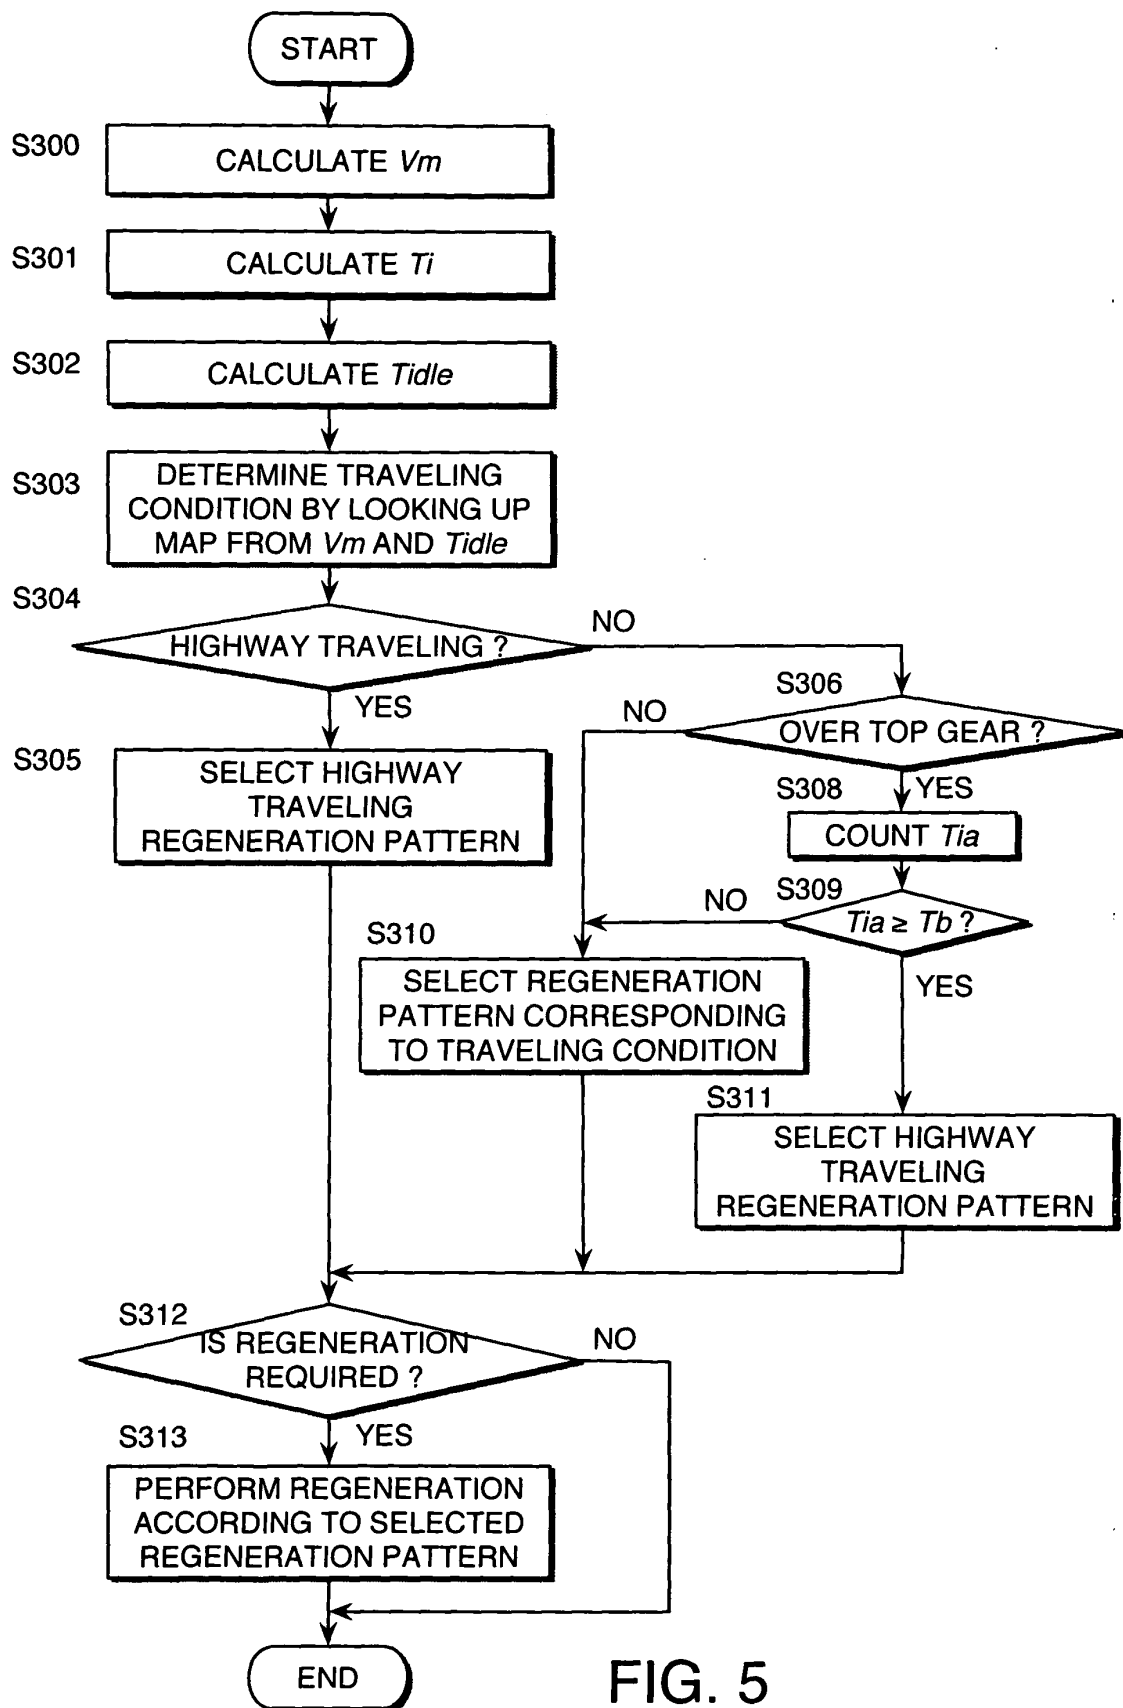 START
S300
CALCULATE Vm
S301
CALCULATE Ti
S302
CALCULATE Tidle
S303
DETERMINE TRAVELING
CONDITION BY LOOKING UP
MAP FROM Vm AND Tidle
S304
HIGHWAY TRAVELING ?
NO
YES
S305
SELECT HIGHWAY
TRAVELING
REGENERATION PATTERN
S306
OVER TOP GEAR ?
NO
YES
S308
COUNT Tia
S309
Tia ≥ Tb ?
NO
YES
S310
SELECT REGENERATION
PATTERN CORRESPONDING
TO TRAVELING CONDITION
S311
SELECT HIGHWAY
TRAVELING
REGENERATION PATTERN
S312
IS REGENERATION
REQUIRED ?
NO
YES
S313
PERFORM REGENERATION
ACCORDING TO SELECTED
REGENERATION PATTERN
END
FIG. 5